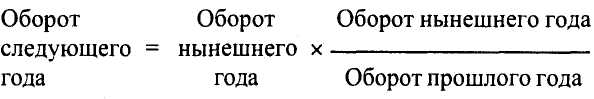 Оборот Оборот Оборот нынешнего года
следующего = нынешнего ×
года года Оборот прошлого года